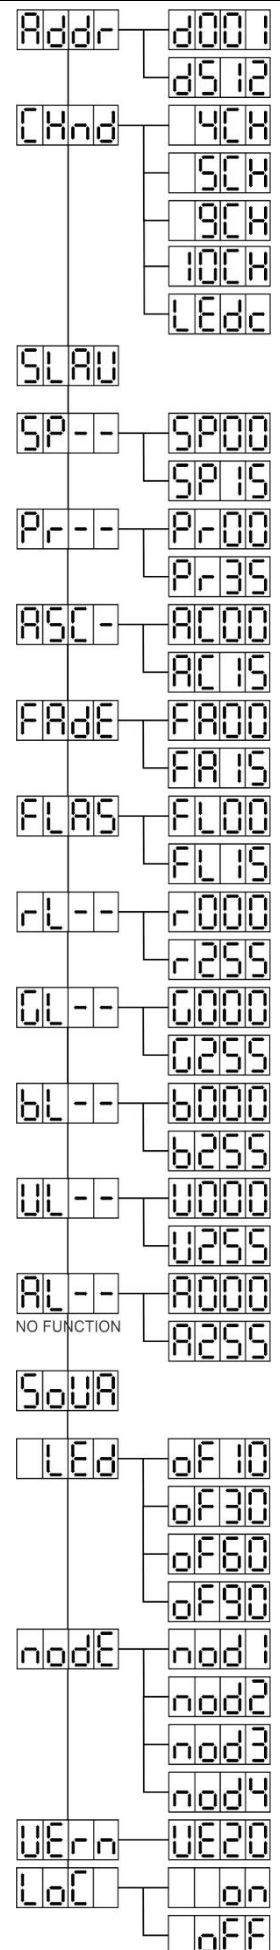 Addr d001
d512
CHnd 4CH
5CH
9CH
10CH
LEdc
SLAU
SP-- SP00
SP15
Pr-- Pr00
Pr35
ASC- AC00
AC15
FAdE FA00
FA15
FLAS FL00
FL15
rL-- r000
r255
GL-- G000
G255
bL-- b000
b255
UL-- U000
U255
AL-- A000
NO FUNCTION
A255
SoUA
LEd oF10
oF30
oF60
oF90
nodE nod1
nod2
nod3
nod4
UErn UE20
LoC on
oFF